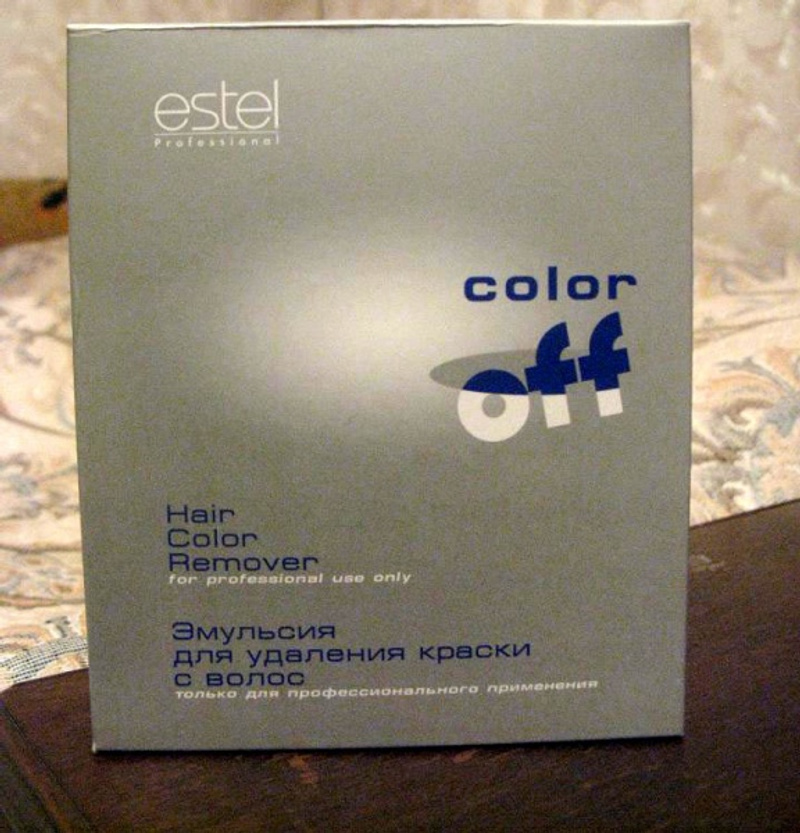 estel
Professional
color
off
Hair
Color
Remover
for professional use only
Эмульсия
для удаления краски
с волос
только для профессионального применения